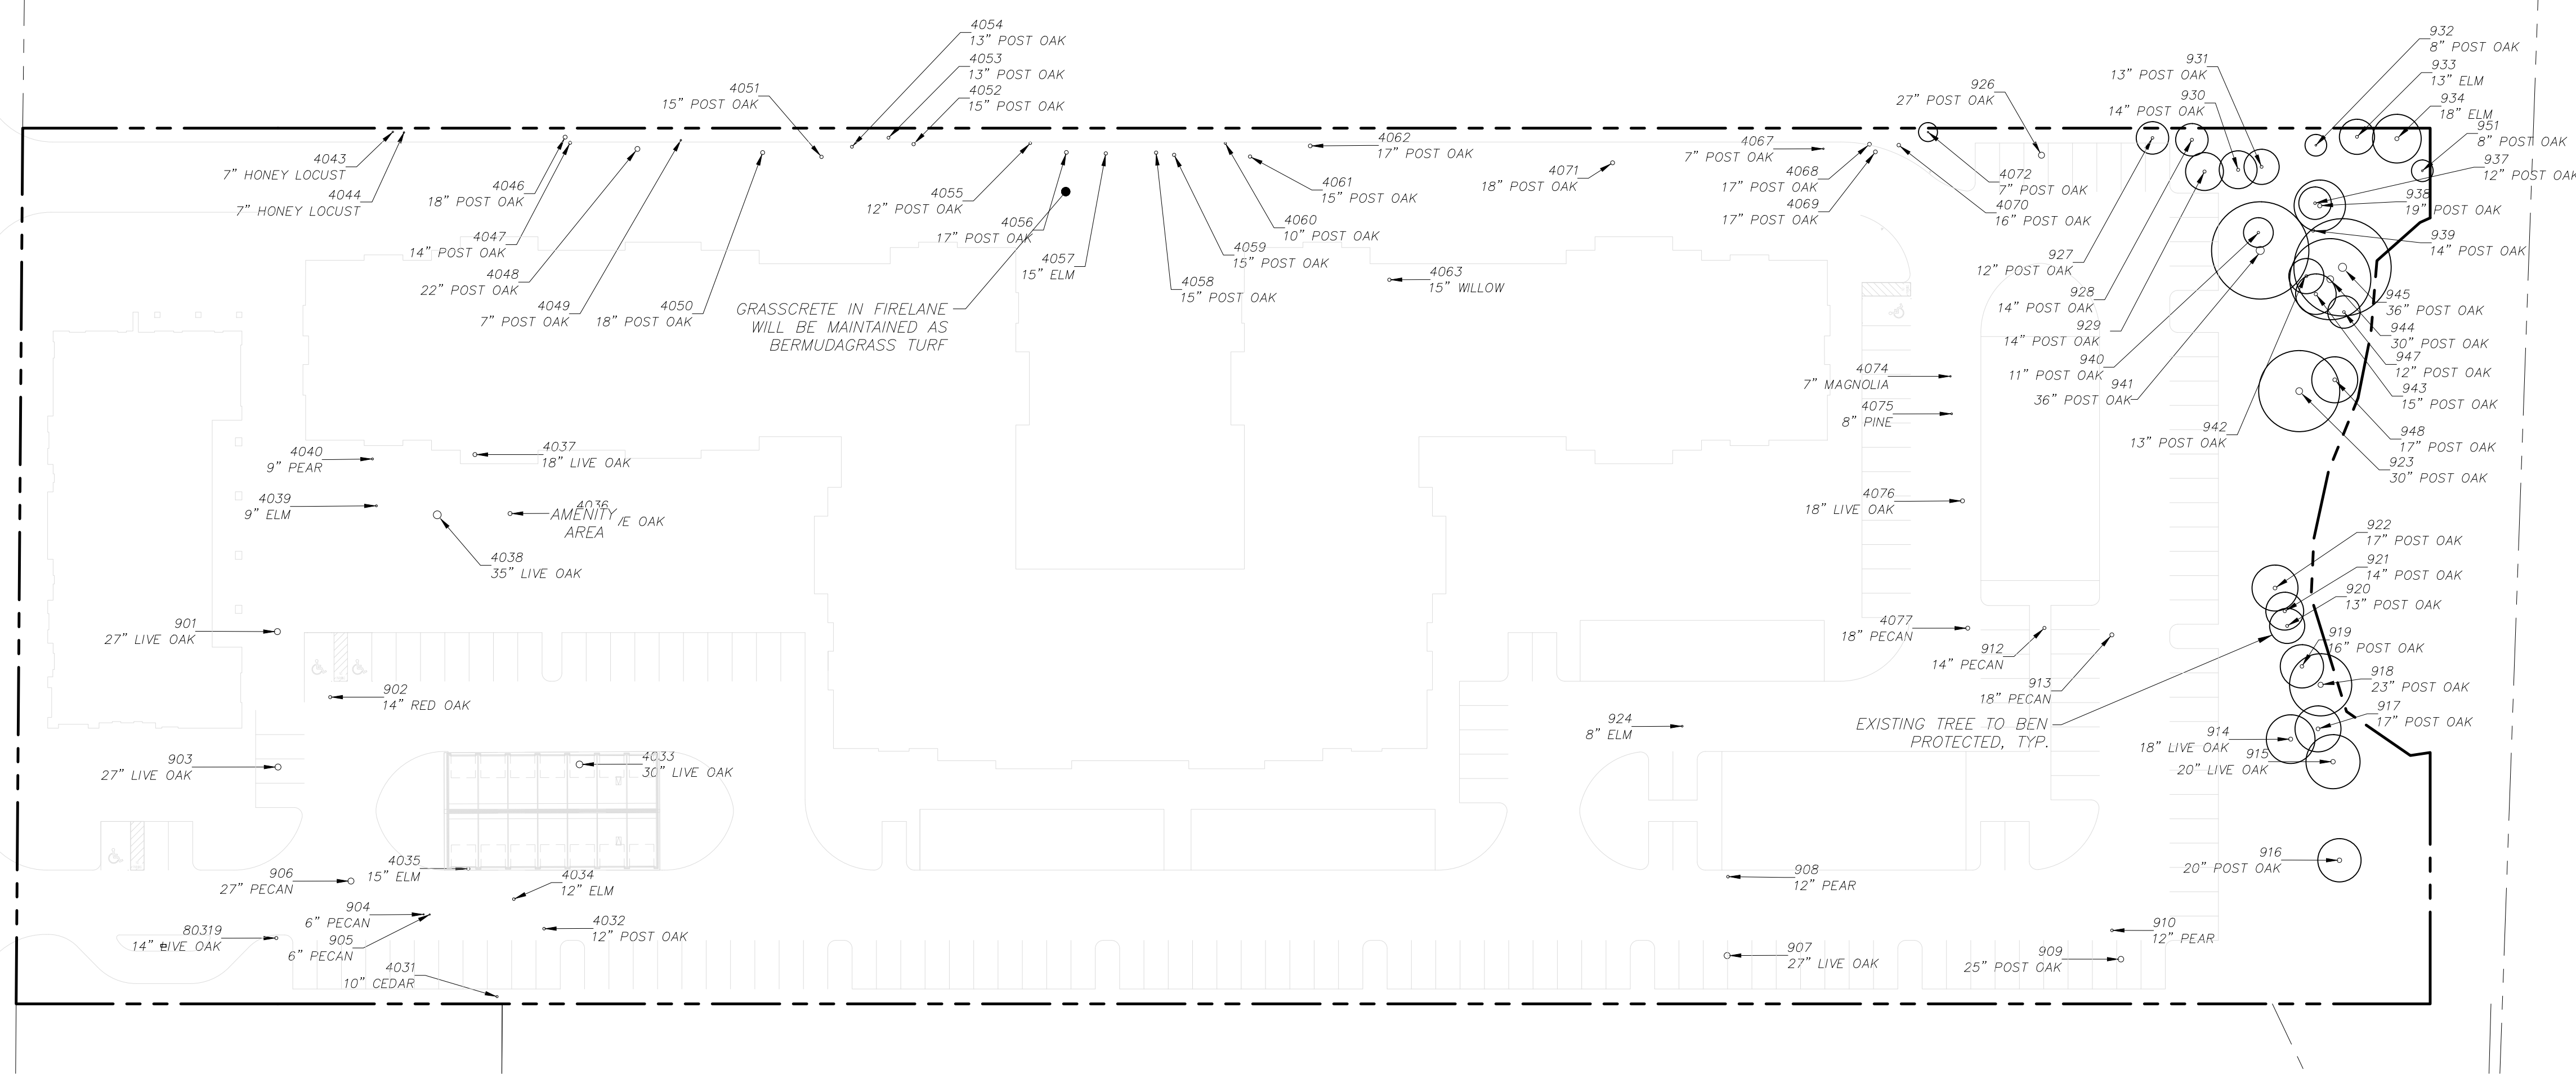 4054
13" POST OAK
4053
13" POST OAK
4052
15" POST OAK
4051
15" POST OAK
4043
7" HONEY LOCUST
4044
7" HONEY LOCUST
4046
18" POST OAK
4047
14" POST OAK
4048
22" POST OAK
4049
7" POST OAK
4050
18" POST OAK
4055
12" POST OAK
4056
17" POST OAK
4057
15" ELM
4058
15" POST OAK
4059
15" POST OAK
4060
10" POST OAK
4061
15" POST OAK
4062
17" POST OAK
4063
15" WILLOW
GRASSCRETE IN FIRELANE
WILL BE MAINTAINED AS
BERMUDAGRASS TURF
4071
18" POST OAK
4067
7" POST OAK
4068
17" POST OAK
4069
17" POST OAK
4072
7" POST OAK
4070
16" POST OAK
926
27" POST OAK
931
13" POST OAK
930
14" POST OAK
927
12" POST OAK
928
14" POST OAK
929
14" POST OAK
940
11" POST OAK
941
36" POST OAK
942
13" POST OAK
932
8" POST OAK
933
13" ELM
934
18" ELM
951
8" POST OAK
937
12" POST OAK
938
19" POST OAK
939
14" POST OAK
945
36" POST OAK
944
30" POST OAK
947
12" POST OAK
943
15" POST OAK
948
17" POST OAK
923
30" POST OAK
922
17" POST OAK
921
14" POST OAK
920
13" POST OAK
919
16" POST OAK
918
23" POST OAK
917
17" POST OAK
914
18" LIVE OAK
915
20" LIVE OAK
916
20" POST OAK
4074
7" MAGNOLIA
4075
8" PINE
4076
18" LIVE OAK
4077
18" PECAN
912
14" PECAN
913
18" PECAN
EXISTING TREE TO BEN
PROTECTED, TYP.
924
8" ELM
908
12" PEAR
907
27" LIVE OAK
910
12" PEAR
909
25" POST OAK
4040
9" PEAR
4037
18" LIVE OAK
4039
9" ELM
4036
OAK
AMENITY
AREA
4038
35" LIVE OAK
901
27" LIVE OAK
902
14" RED OAK
903
27" LIVE OAK
4033
30" LIVE OAK
4035
15" ELM
4034
12" ELM
906
27" PECAN
904
6" PECAN
905
6" PECAN
4032
12" POST OAK
80319
14" LIVE OAK
4031
10" CEDAR